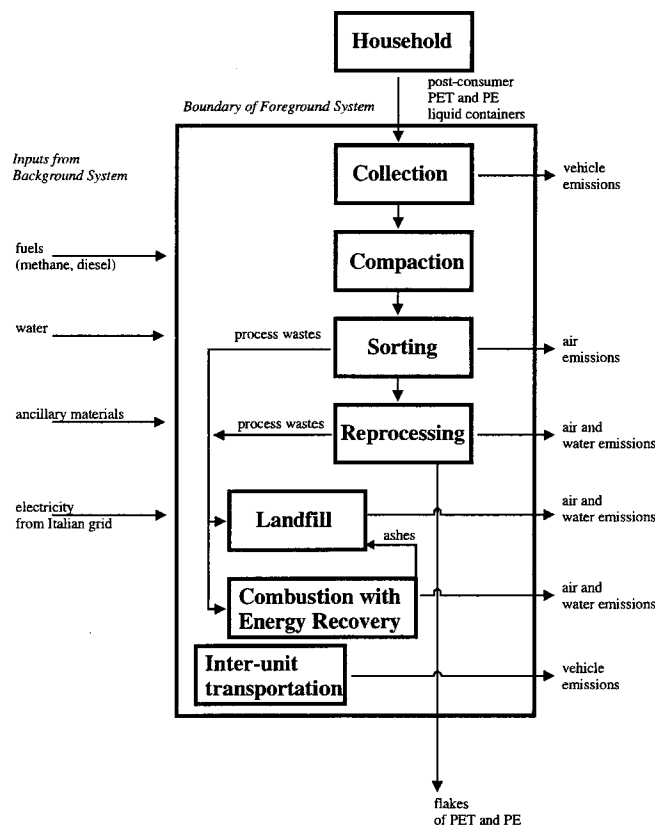 Household
post-consumer
PET and PE
liquid containers
Boundary of Foreground System
Inputs from
Background System
Collection
vehicle
emissions
fuels
(methane, diesel)
Compaction
water
process wastes
Sorting
air
emissions
ancillary materials
process wastes
Reprocessing
air and
water emissions
electricity
from Italian grid
Landfill
air and
water emissions
ashes
Combustion with
Energy Recovery
air and
water emissions
Inter-unit
transportation
vehicle
emissions
flakes
of PET and PE